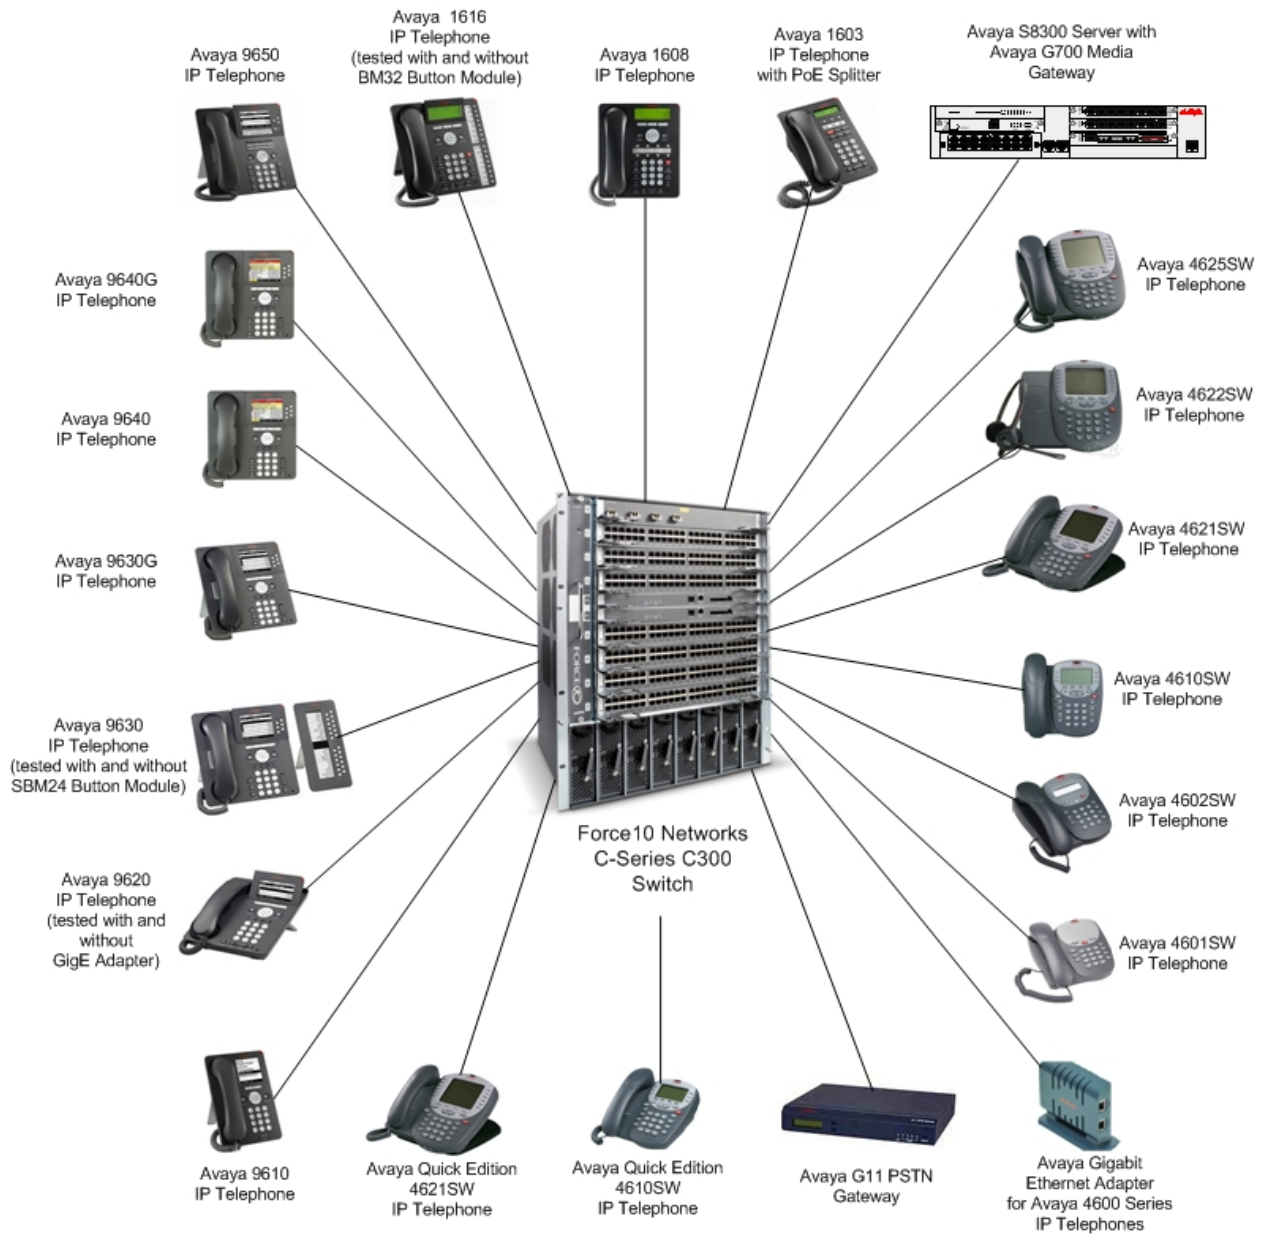 Avaya 9650
IP Telephone
Avaya 1616
IP Telephone
(tested with and without
BM32 Button Module)
Avaya 1608
IP Telephone
Avaya 1603
IP Telephone
with PoE Splitter
Avaya S8300 Server with
Avaya G700 Media
Gateway
Avaya 9640G
IP Telephone
Avaya 4625SW
IP Telephone
Avaya 9640
IP Telephone
Avaya 4622SW
IP Telephone
Avaya 9630G
IP Telephone
Avaya 4621SW
IP Telephone
FORCE10
Avaya 9630
IP Telephone
(tested with and without
SBM24 Button Module)
Avaya 4610SW
IP Telephone
Avaya 4602SW
IP Telephone
Force10 Networks
C-Series C300
Switch
Avaya 9620
IP Telephone
(tested with and
without
GigE Adapter)
Avaya 4601SW
IP Telephone
Avaya 9610
IP Telephone
Avaya Quick Edition
4621SW
IP Telephone
Avaya Quick Edition
4610SW
IP Telephone
Avaya G11 PSTN
Gateway
Avaya Gigabit
Ethernet Adapter
for Avaya 4600 Series
IP Telephones